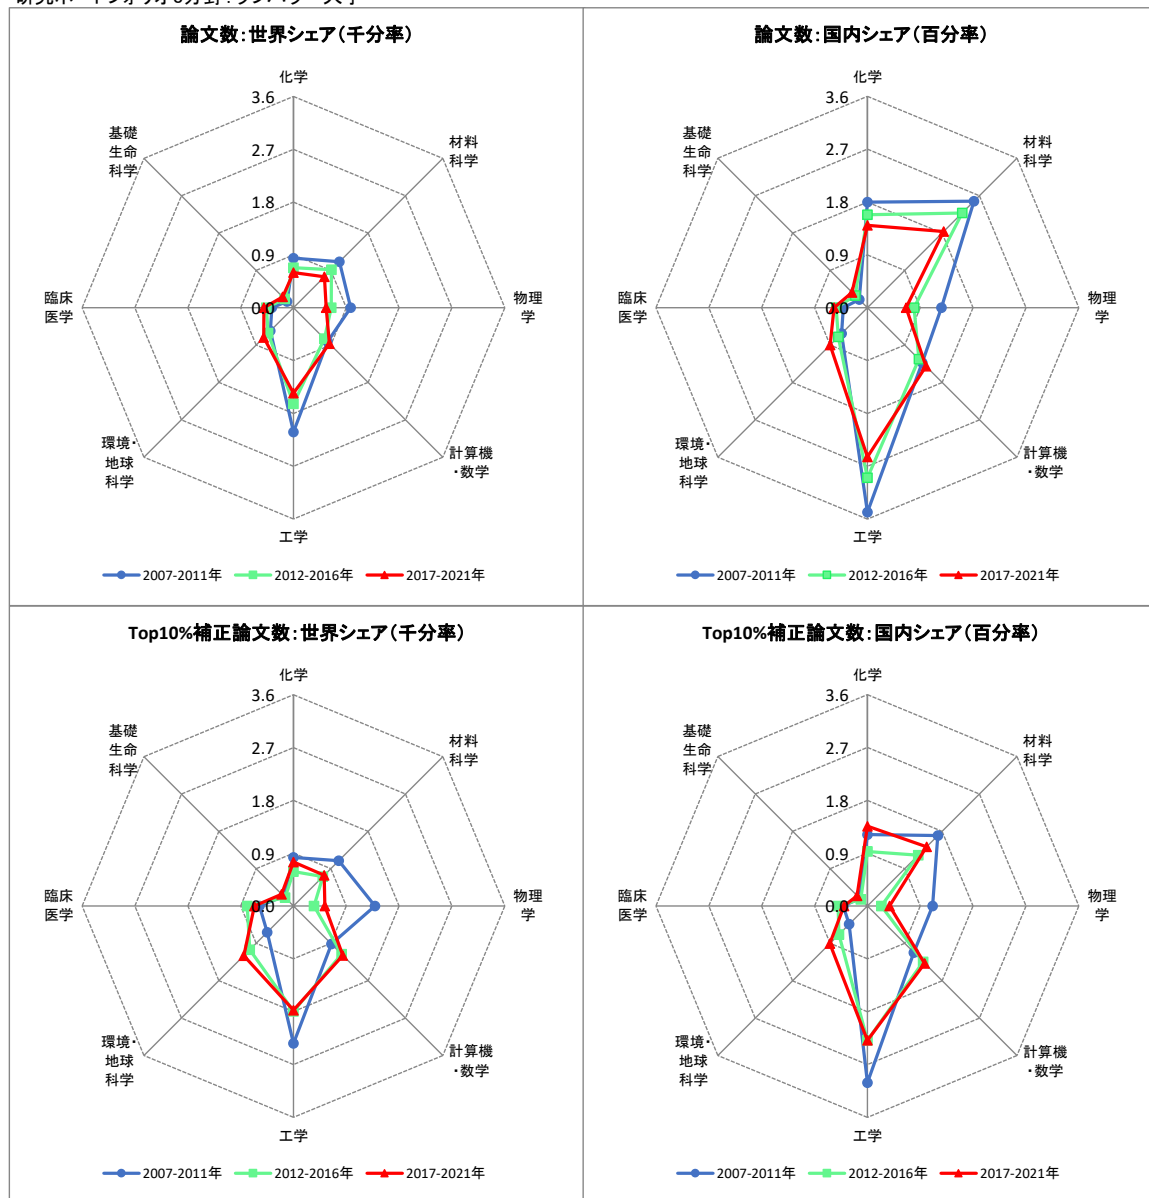 論文数：世界シェア（千分率）
化学
3.6
2.7
1.8
0.9
0.0
材料
科学
物理
学
計算機
・数学
工学
環境・
地球
科学
臨床
医学
基礎
生命
科学
2007-2011年 2012-2016年 2017-2021年
論文数：国内シェア（百分率）
化学
3.6
2.7
1.8
0.9
0.0
材料
科学
物理
学
計算機
・数学
工学
環境・
地球
科学
臨床
医学
基礎
生命
科学
2007-2011年 2012-2016年 2017-2021年
Top10%補正論文数：世界シェア（千分率）
化学
3.6
2.7
1.8
0.9
0.0
材料
科学
物理
学
計算機
・数学
工学
環境・
地球
科学
臨床
医学
基礎
生命
科学
2007-2011年 2012-2016年 2017-2021年
Top10%補正論文数：国内シェア（百分率）
化学
3.6
2.7
1.8
0.9
0.0
材料
科学
物理
学
計算機
・数学
工学
環境・
地球
科学
臨床
医学
基礎
生命
科学
2007-2011年 2012-2016年 2017-2021年